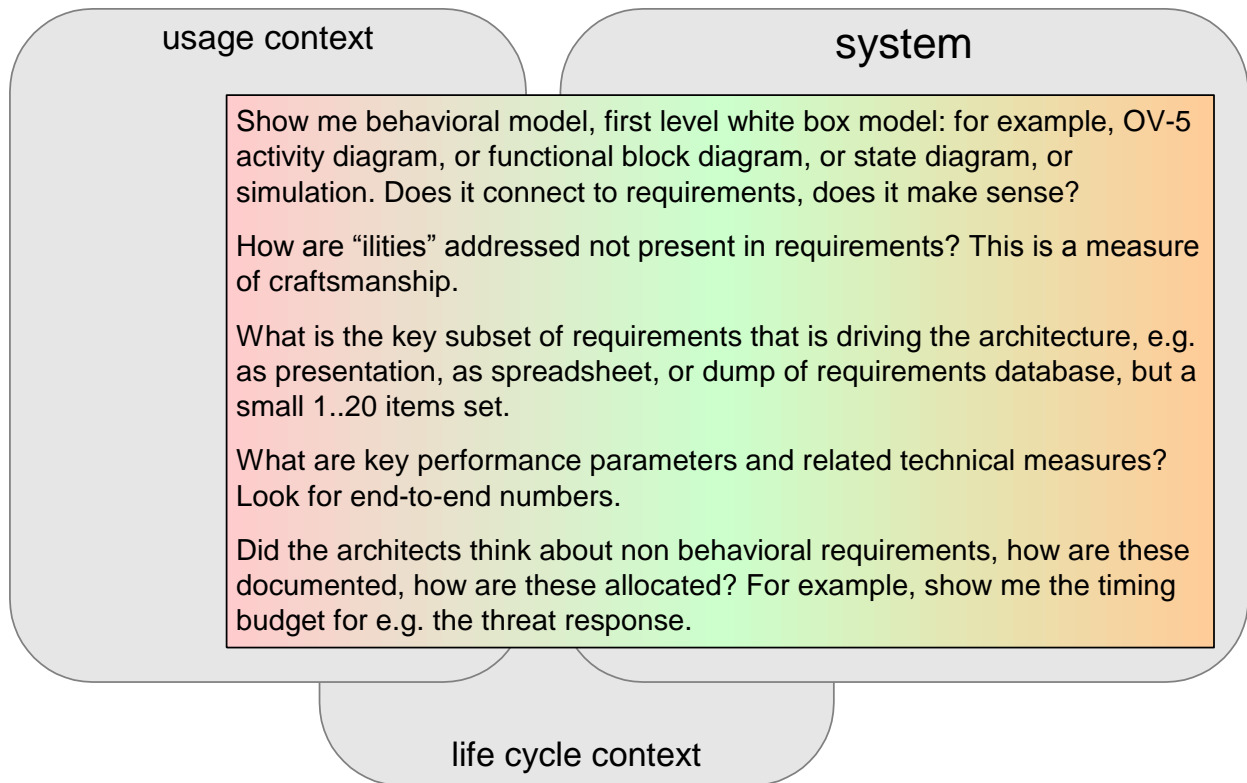 usage context
system
Show me behavioral model, first level white box model: for example, OV-5
activity diagram, or functional block diagram, or state diagram, or
simulation. Does it connect to requirements, does it make sense?
How are “ilities” addressed not present in requirements? This is a measure
of craftsmanship.
What is the key subset of requirements that is driving the architecture, e.g.
as presentation, as spreadsheet, or dump of requirements database, but a
small 1..20 items set.
What are key performance parameters and related technical measures?
Look for end-to-end numbers.
Did the architects think about non behavioral requirements, how are these
documented, how are these allocated? For example, show me the timing
budget for e.g. the threat response.
life cycle context